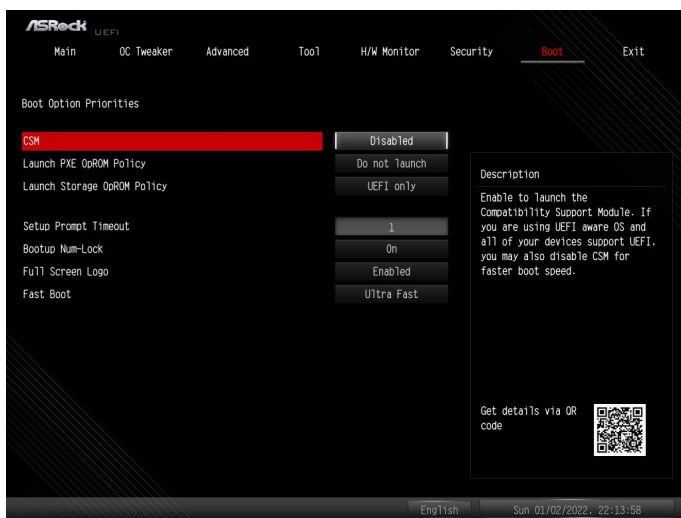 ASRock UEFI
Main OC Tweaker Advanced Tool H/W Monitor Security Boot Exit
Boot Option Priorities
CSM Disabled
Launch PXE OpROM Policy Do not launch
Launch Storage OpROM Policy UEFI only
Setup Prompt Timeout 1
Bootup Num-Lock On
Full Screen Logo Enabled
Fast Boot Ultra Fast
Description
Enable to launch the
Compatibility Support Module. If
you are using UEFI aware OS and
all of your devices support UEFI,
you may also disable CSM for
faster boot speed.
Get details via QR
code
English Sun 01/02/2022. 22:13:58